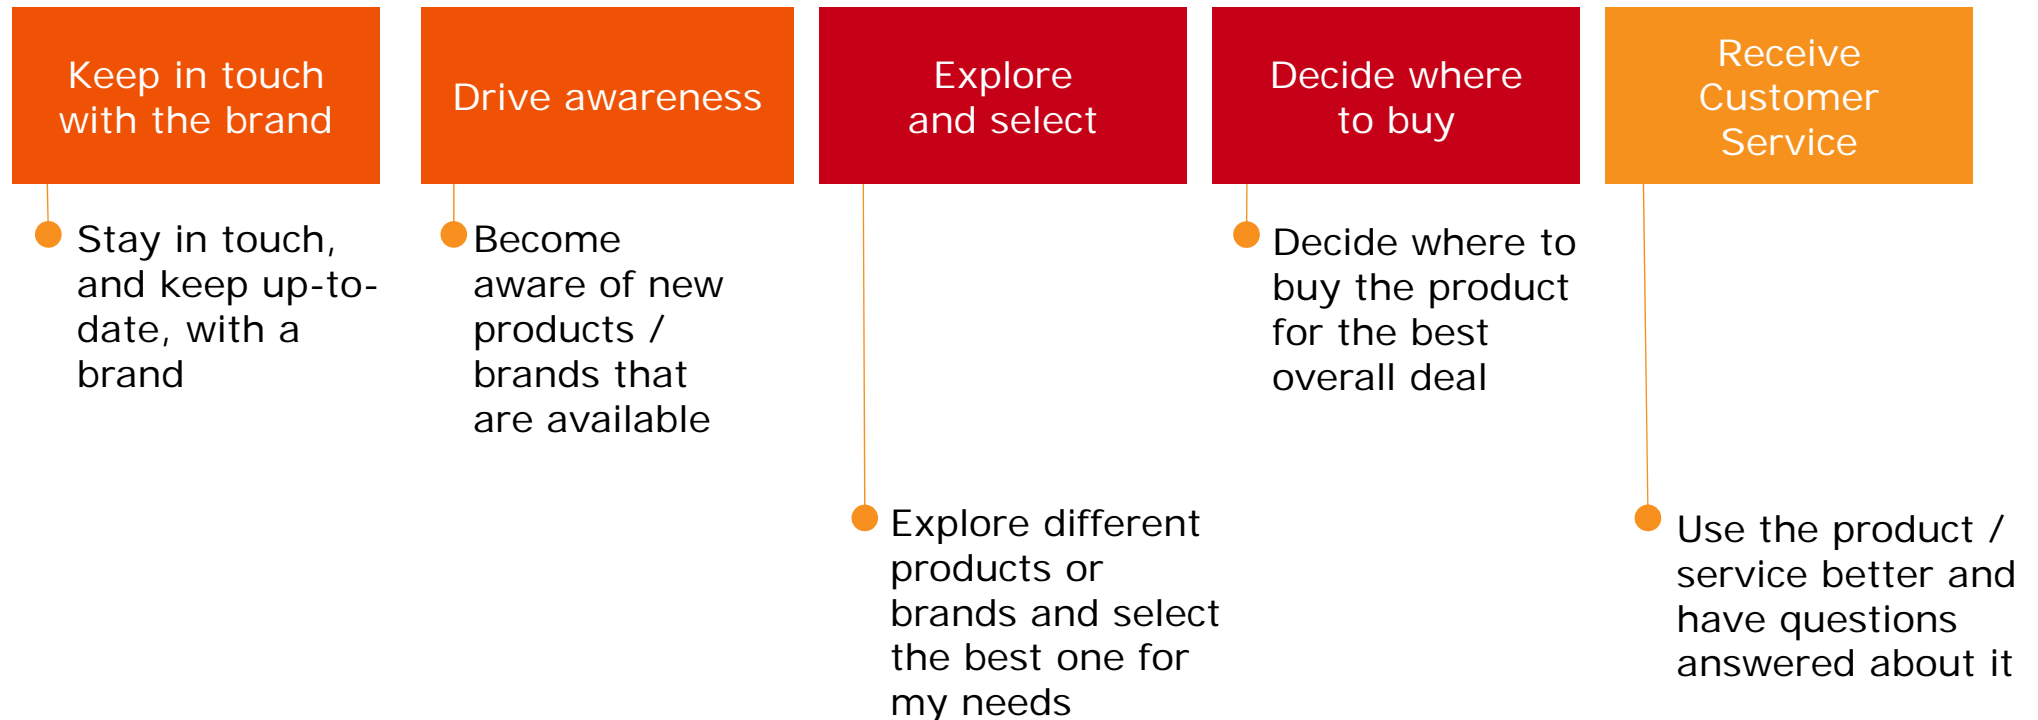 Keep in touch
with the brand
Drive awareness
Explore
and select
Decide where
to buy
Receive
Customer
Service
Stay in touch,
and keep up-to-
date, with a
brand
Become
aware of new
products /
brands that
are available
Explore different
products or
brands and select
the best one for
my needs
Decide where to
buy the product
for the best
overall deal
Use the product /
service better and
have questions
answered about it